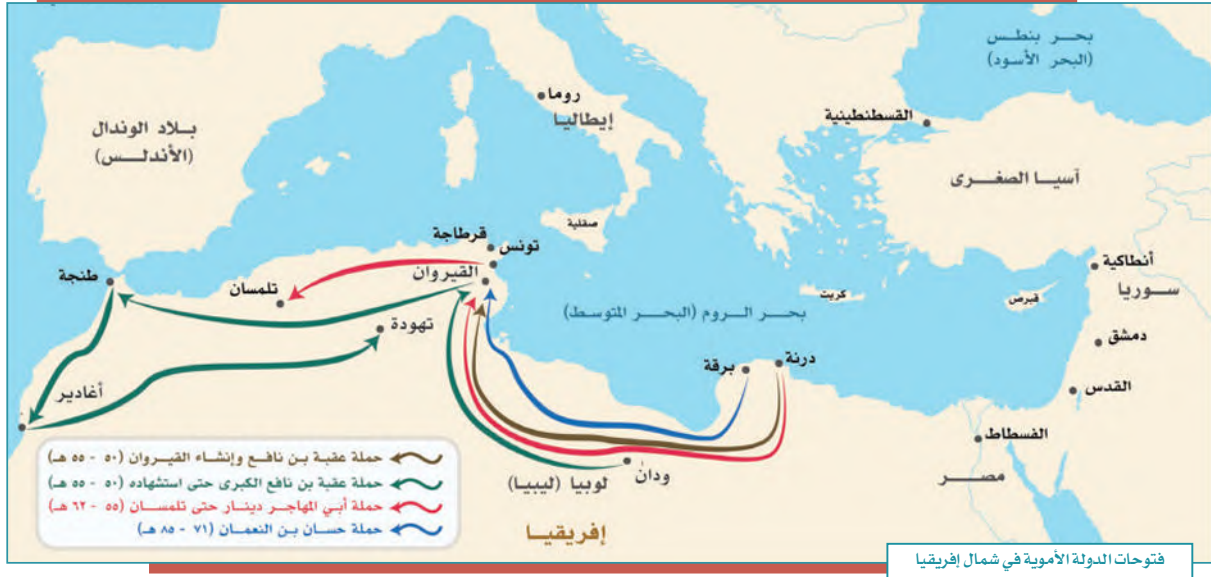 بحر بنطس
(البحر الأسود)
روما
إيطاليا
القسطنطينية
بلاد الوندال
(الأندلس)
آسيا الصغرى
صقلية
قرطاجة
تونس
القيروان
أنطاكية
سوريا
طنجة
تلمسان
كريت
قبرص
بحر الروم (البحر المتوسط)
تهودة
دمشق
درنة
برقة
أغادير
القدس
الفسطاط
ودان
لوبيا (ليبيا)
مصر
إفريقيا
حملة عقبة بن نافع وإنشاء القيروان (٥٠ - ٥٥ هـ)
حملة عقبة بن نافع الكبرى حتى استشهاده (٥٠ - ٥٥ هـ)
حملة أبي المهاجر دينار حتى تلمسان (٥٥ - ٦٢ هـ)
حملة حسان بن النعمان (٧١ - ٨٥ هـ)
فتوحات الدولة الأموية في شمال إفريقيا